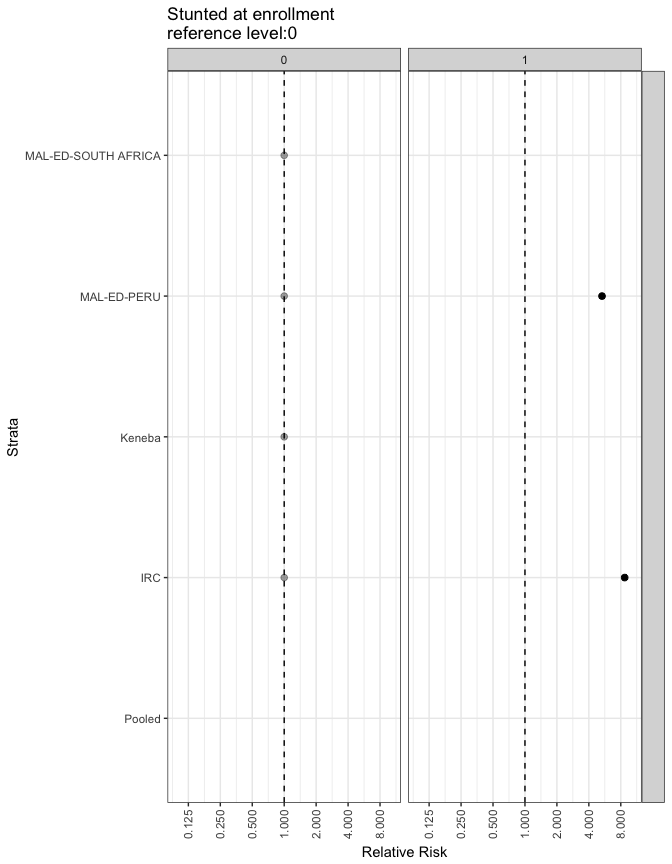 Stunted at enrollment
reference level:0
0
1
MAL-ED-SOUTH AFRICA
MAL-ED-PERU
Keneba
IRC
Pooled
Strata
0.125
0.250
0.500
1.000
2.000
4.000
8.000
0.125
0.250
0.500
1.000
2.000
4.000
8.000
Relative Risk